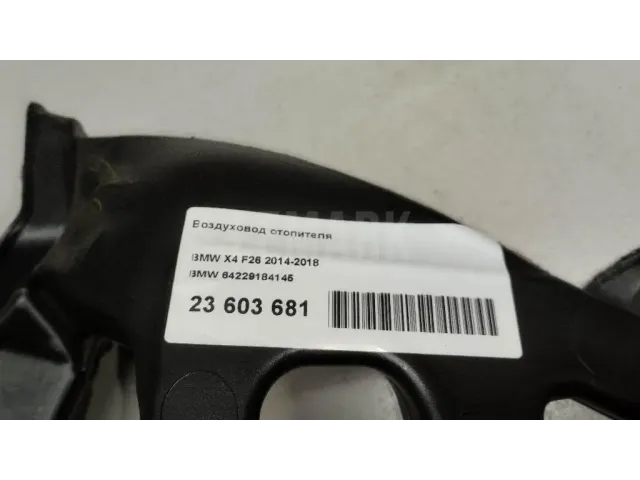 Воздуховод отопителя
BMW X4 F26 2014-2018
BMW 64229184145
23 603 681